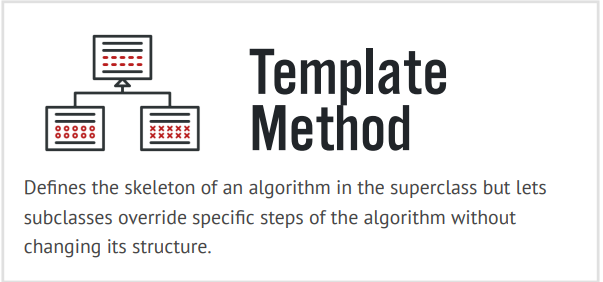 Template
Method
Defines the skeleton of an algorithm in the superclass but lets
subclasses override specific steps of the algorithm without
changing its structure.